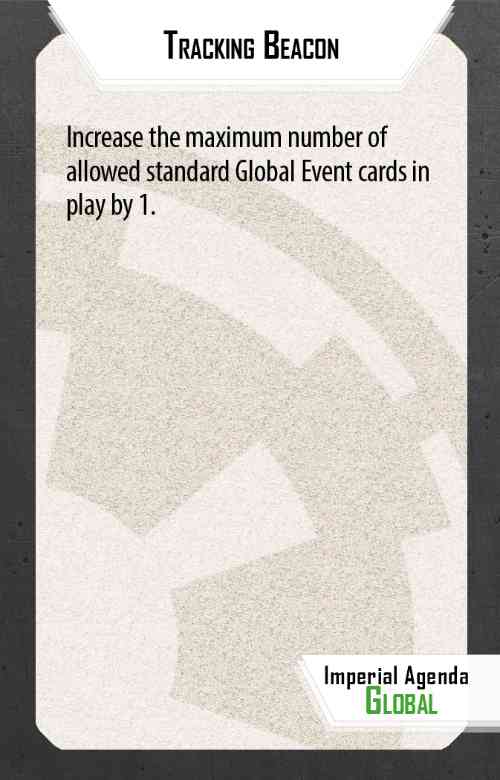 Tracking Beacon
Increase the maximum number of
allowed standard Global Event cards in
play by 1.
Imperial Agenda
Global